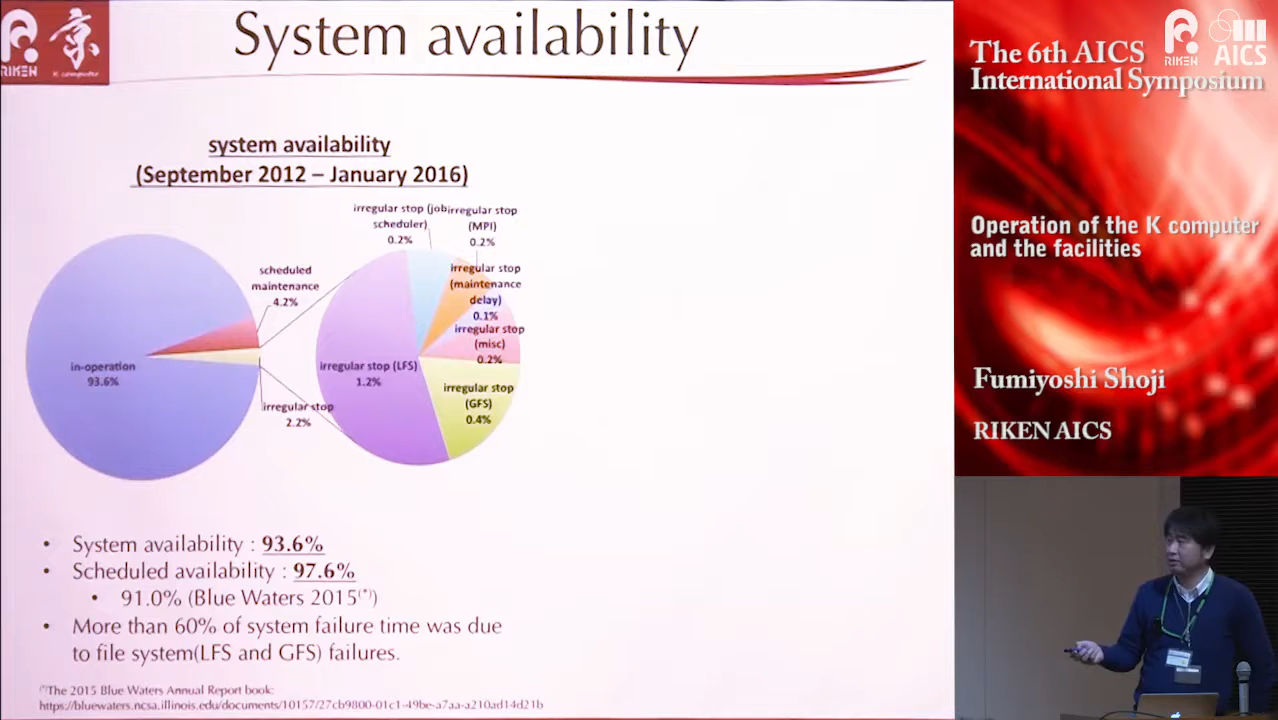 RIKEN
京
K computer
System availability
system availability
(September 2012 – January 2016)
in-operation
93.6%
scheduled
maintenance
4.2%
irregular stop
2.2%
irregular stop (job
scheduler)
0.2%
irregular stop
(MPI)
0.2%
irregular stop
(maintenance
delay)
0.1%
irregular stop
(misc)
0.2%
irregular stop (LFS)
1.2%
irregular stop
(GFS)
0.4%
• System availability : 93.6%
• Scheduled availability : 97.6%
• 91.0% (Blue Waters 2015(*))
• More than 60% of system failure time was due
to file system(LFS and GFS) failures.
(*)The 2015 Blue Waters Annual Report book:
https://bluewaters.ncsa.illinois.edu/documents/10157/27cb9800-01c1-49be-a7aa-a210ad14d21b
The 6th AICS
International Symposium
RIKEN
AICS
Operation of the K computer
and the facilities
Fumiyoshi Shoji
RIKEN AICS